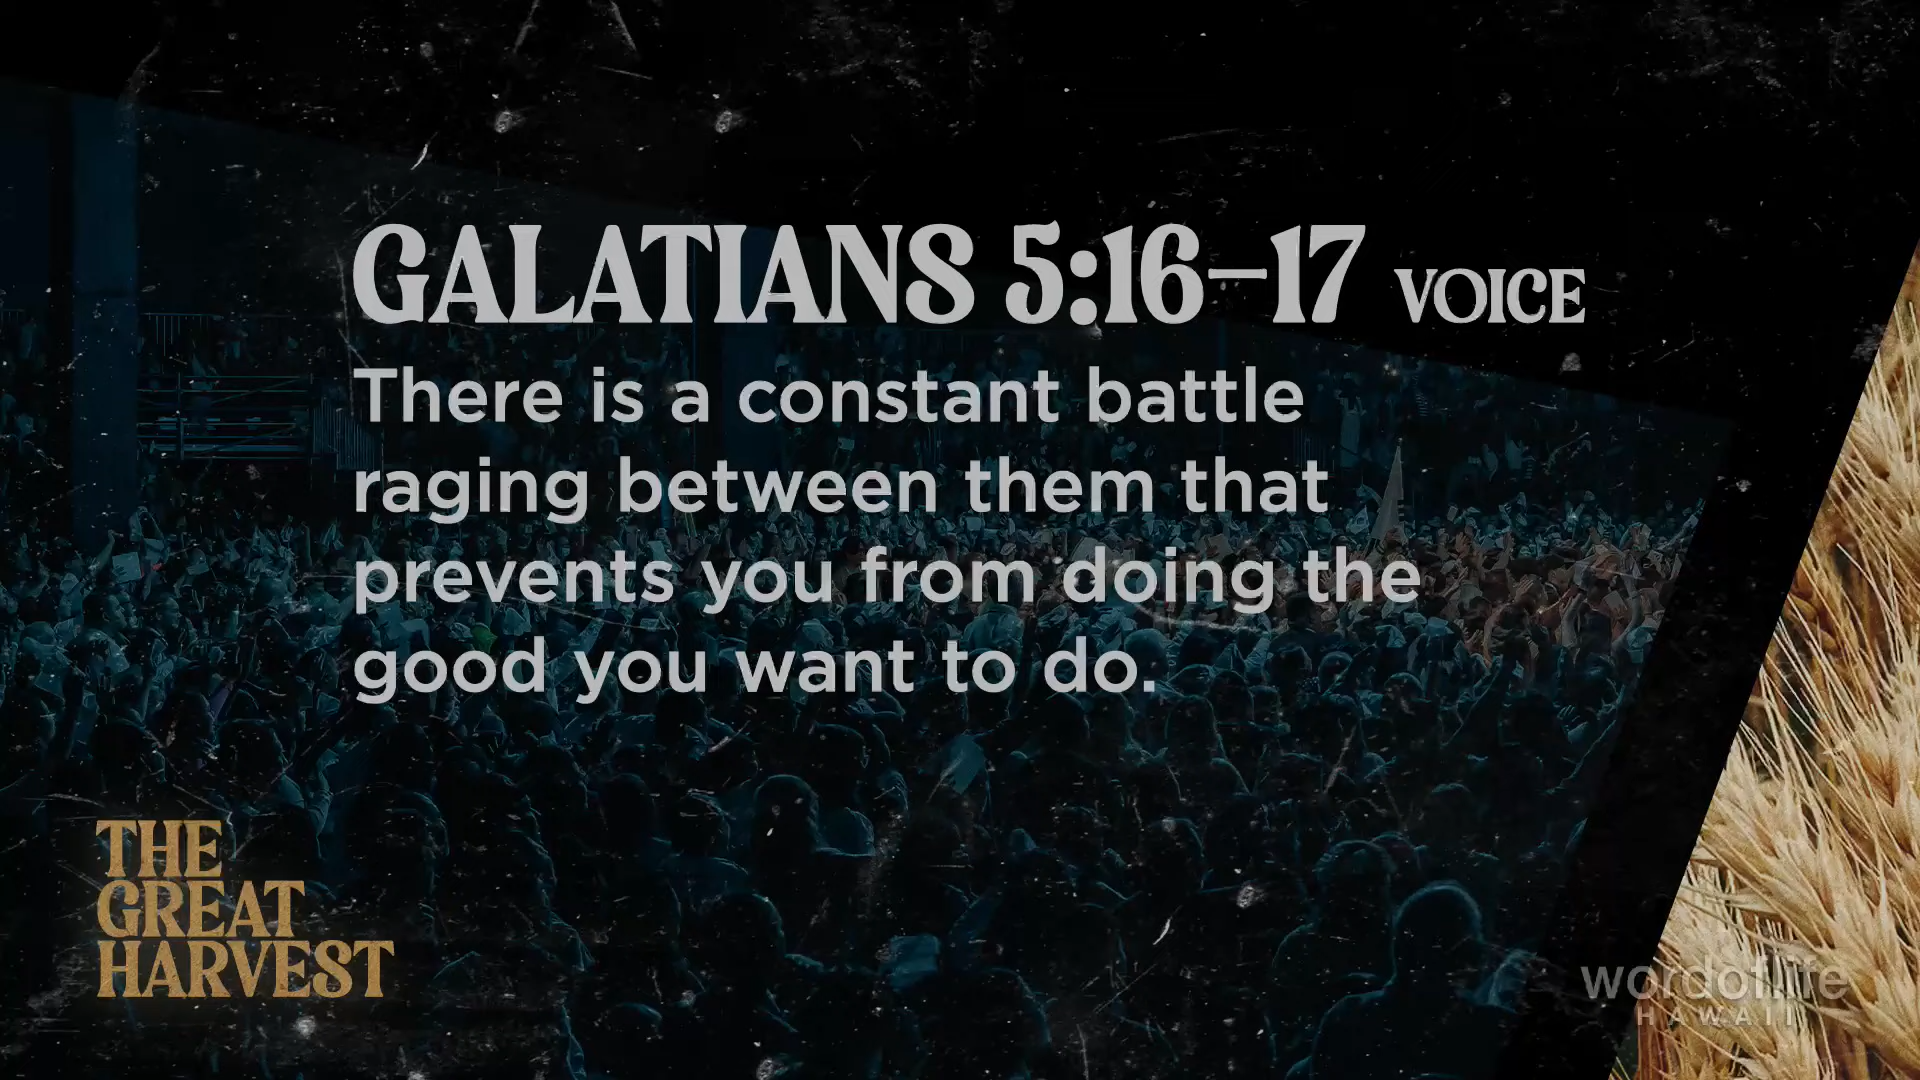 GALATIANS 5:16–17 VOICE
There is a constant battle
raging between them that
prevents you from doing the
good you want to do.
THE
GREAT
HARVEST
wordoflife
HAWAII